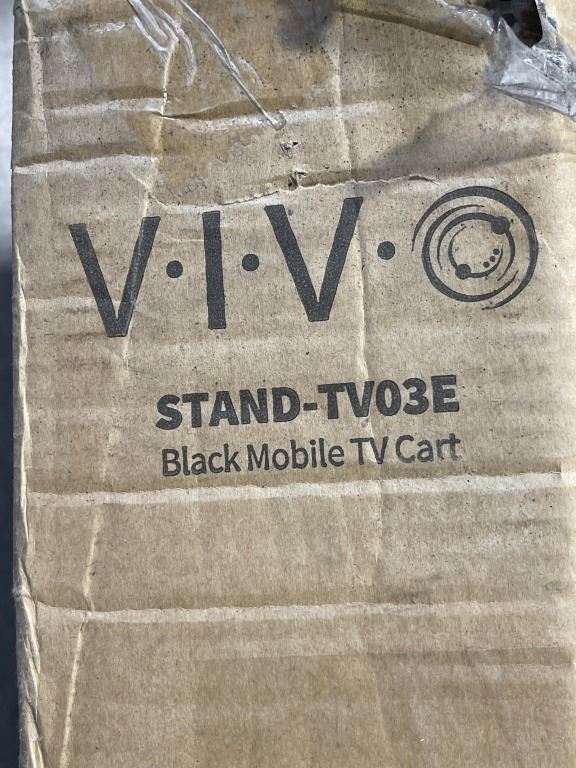 V·I·V·O
STAND-TV03E
Black Mobile TV Cart